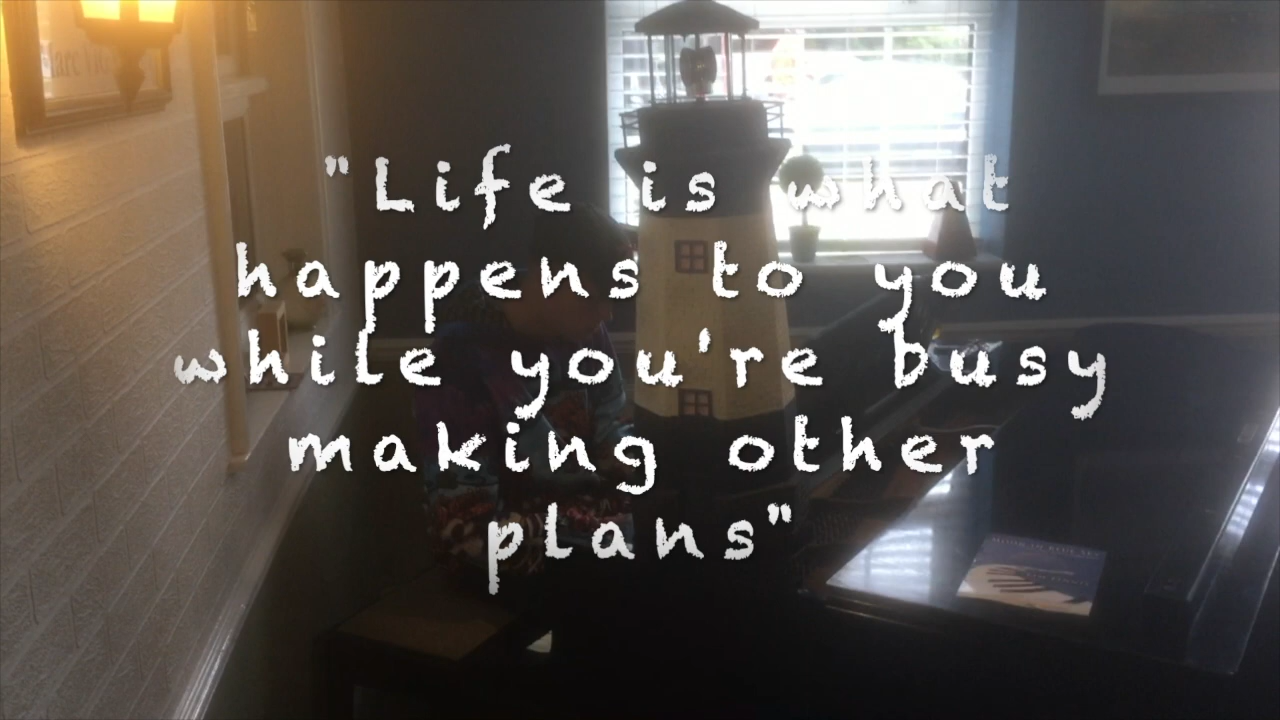 "Life is what
happens to you
while you're busy
making other
plans"